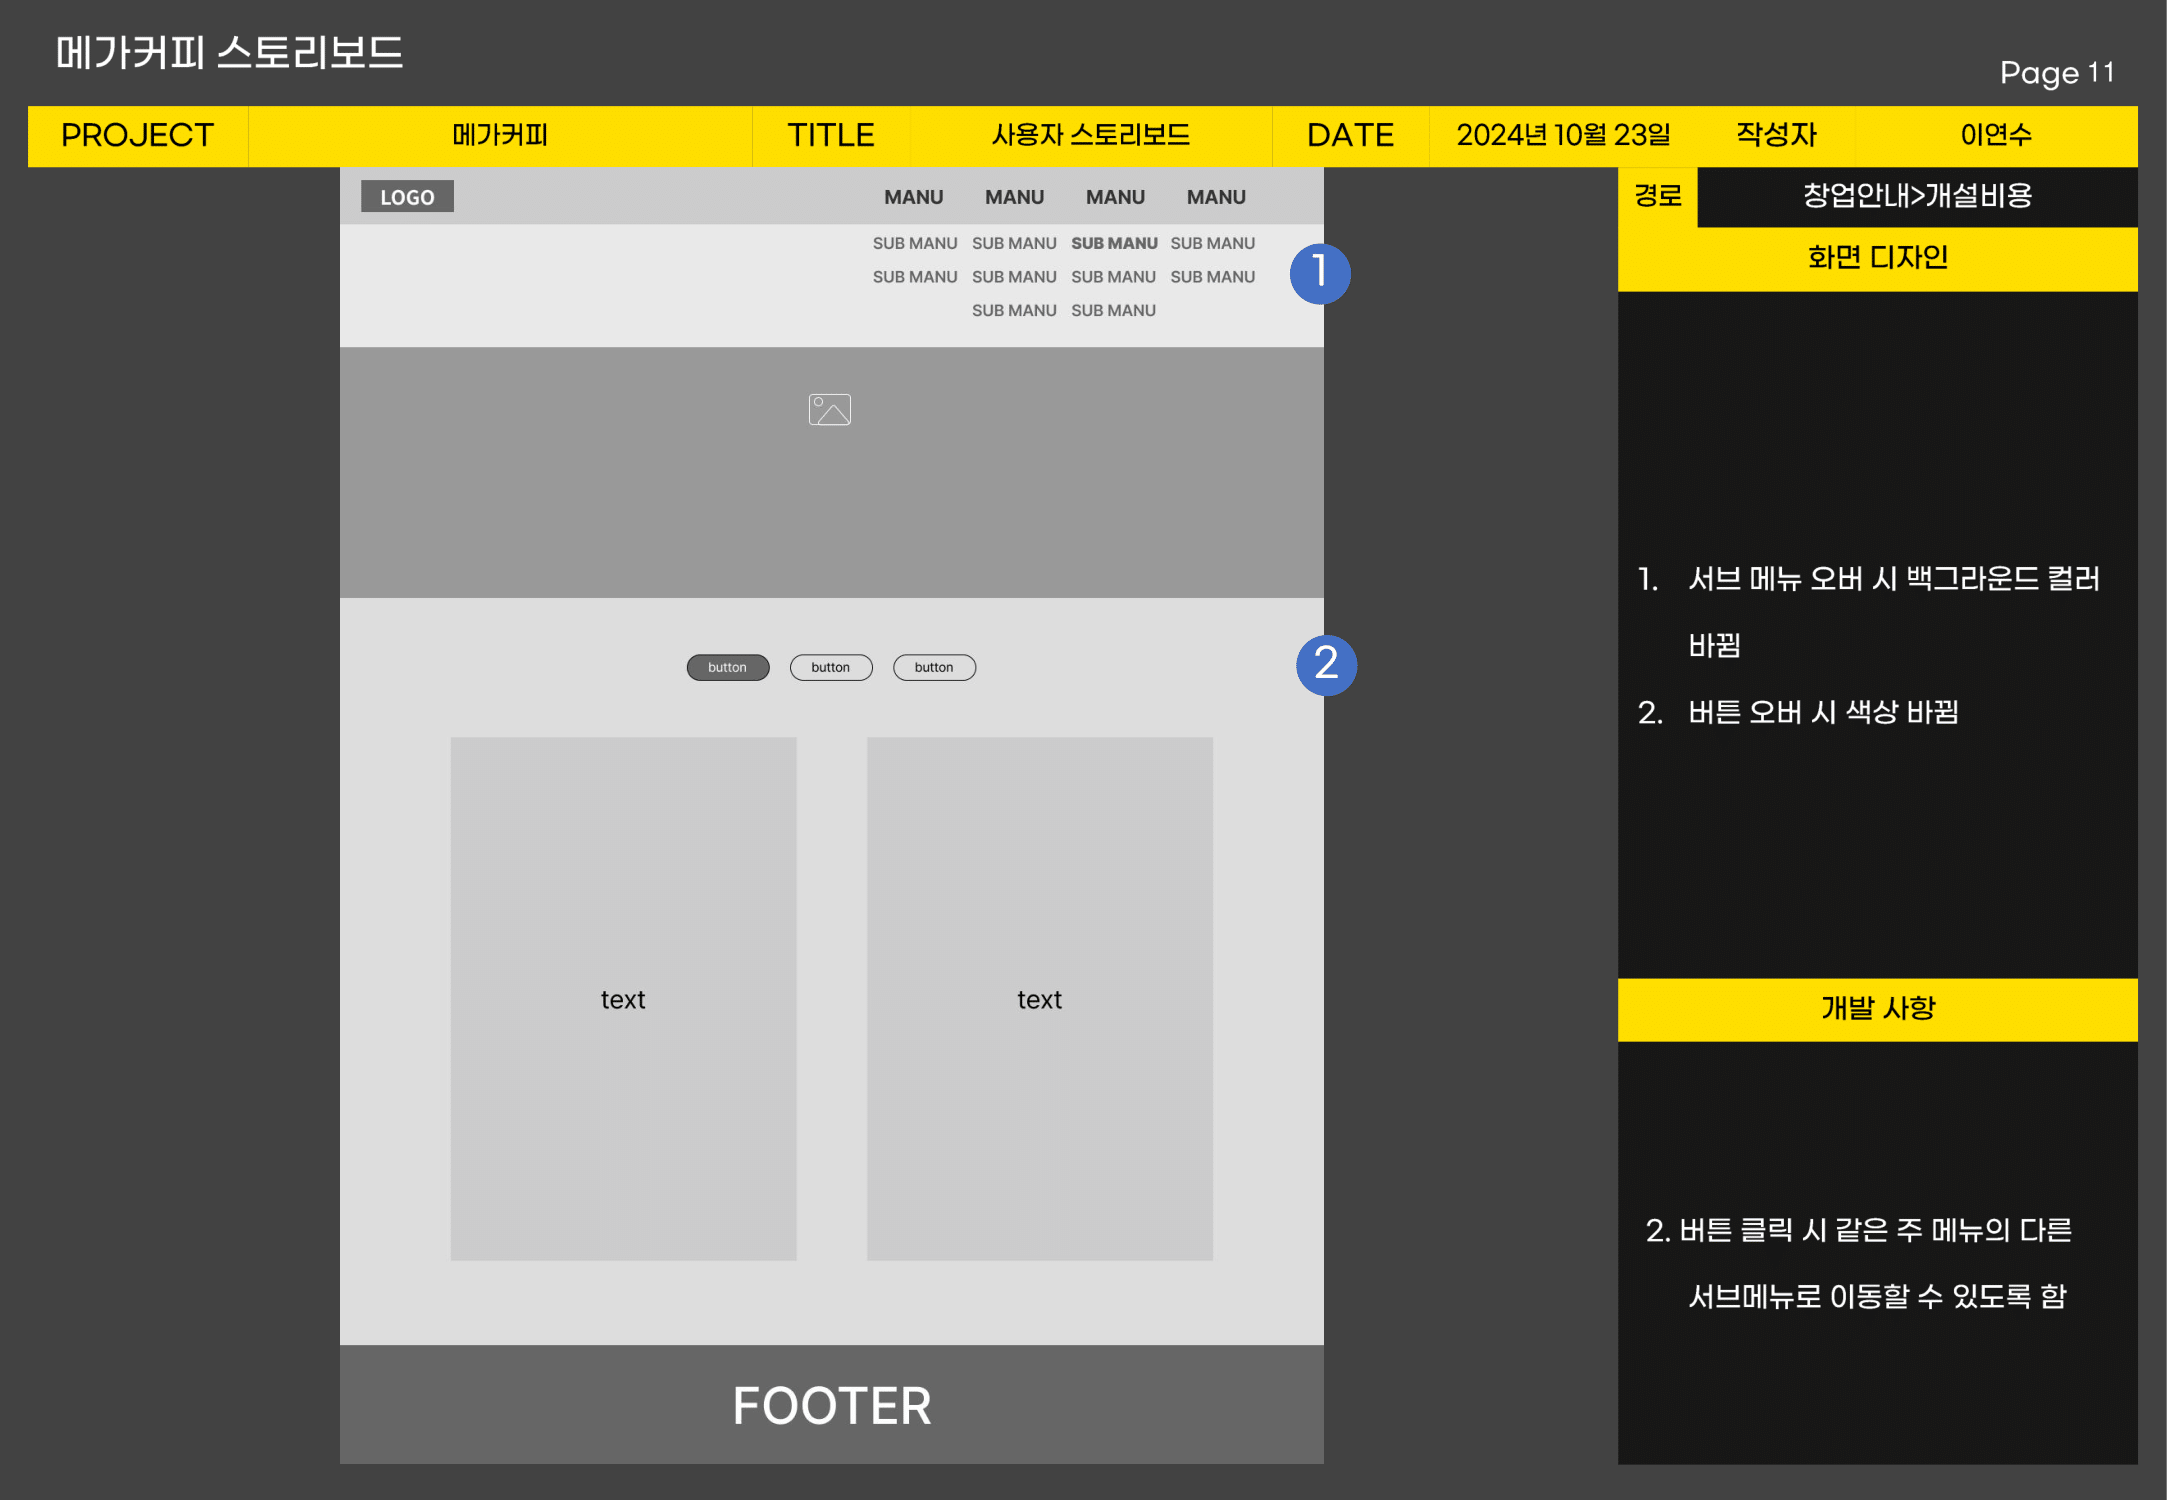 메가커피 스토리보드
Page 11
PROJECT 메가커피 TITLE 사용자 스토리보드 DATE 2024년 10월 23일 작성자 이연수
LOGO MANU MANU MANU MANU
SUB MANU SUB MANU SUB MANU SUB MANU
SUB MANU SUB MANU SUB MANU SUB MANU
SUB MANU SUB MANU
1
button button button
2
text text
FOOTER
경로 창업안내>개설비용
화면 디자인
1. 서브 메뉴 오버 시 백그라운드 컬러
바뀜
2. 버튼 오버 시 색상 바뀜
개발 사항
2. 버튼 클릭 시 같은 주 메뉴의 다른
서브메뉴로 이동할 수 있도록 함